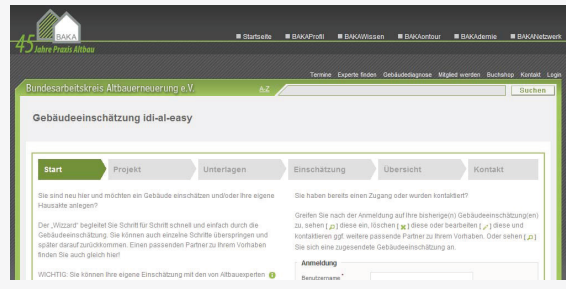 BAKA
45 Jahre Praxis Altbau
Startseite BAKAProfil BAKAWissen BAKAontour BAKAdemie BAKANetzwerk
Termine Experte finden Gebäudediagnose Mitglied werden Buchshop Kontakt Login
Bundesarbeitskreis Altbauerneuerung e.V. A-Z Suchen
Gebäudeeinschätzung idi-al-easy
Start Projekt Unterlagen Einschätzung Übersicht Kontakt
Sie sind neu hier und möchten ein Gebäude einschätzen und/oder Ihre eigene
Hausakte anlegen?
Der „Wizzard" begleitet Sie Schritt für Schritt schnell und einfach durch die
Gebäudeeinschätzung. Sie können auch einzelne Schritte überspringen und
später darauf zurückkommen. Einen passenden Partner zu Ihrem Vorhaben
finden Sie auch gleich hier!
WICHTIG: Sie können Ihre eigene Einschätzung mit den von Altbauexperten
Sie haben bereits einen Zugang oder wurden kontaktiert?
Greifen Sie nach der Anmeldung auf Ihre bisherige(n) Gebäudeeinschätzung(en)
zu, sehen [ ] diese ein, löschen [ x ] diese oder bearbeiten [ ] diese und
kontaktieren ggf. weitere passende Partner zu Ihrem Vorhaben. Oder sehen [ ]
Sie sich eine zugesendete Gebäudeeinschätzung an.
Anmeldung
Benutzername *